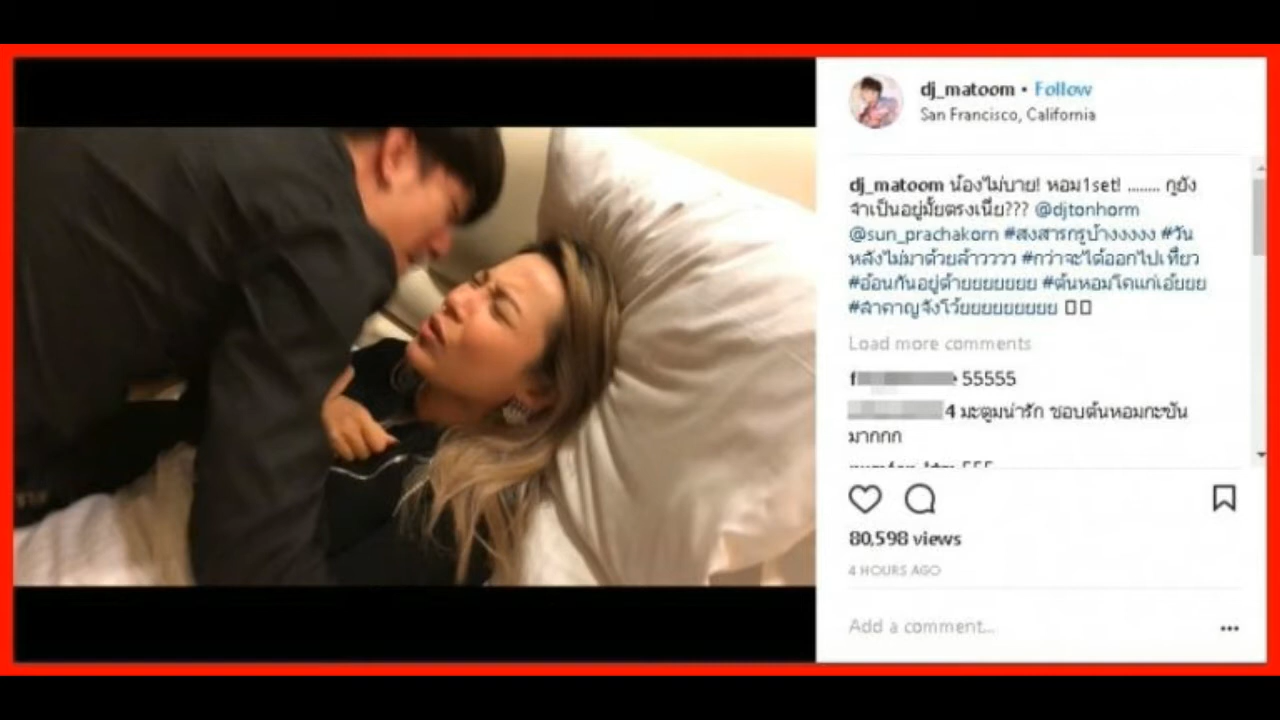 dj_matoom • Follow
San Francisco, California
dj_matoom น้องไม่บาย! หอม1set! ........ กูยัง
จำเป็นอยู่มั้ยตรงเนี้ย??? @djtonhorm
@sun_prachakorn #สงสารกรูบ้างงงงงง #วัน
หลังไม่มาด้วยล้าวววว #กว่าจะได้ออกไปเที่ยว
#อ้อนกันอยู่ด้ายยยยยยยย #ต้นหอมโคแก่เอ้ยยย
#ลำคาญจังโว้ยยยยยยยยยย
Load more comments
55555
4 มะตูมน่ารัก ชอบต้นหอมกะซัน
มากกก
555
80,598 views
4 HOURS AGO
Add a comment...